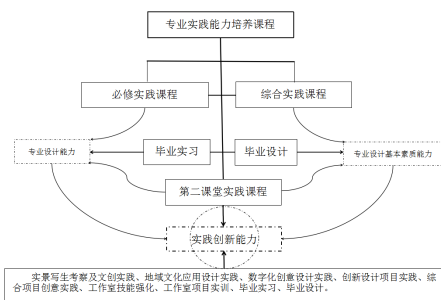 专业实践能力培养课程
必修实践课程
综合实践课程
专业设计能力
毕业实习
毕业设计
专业设计基本素质能力
第二课堂实践课程
实践创新能力
实景写生考察及文创实践、地域文化应用设计实践、数字化创意设计实践、创新设计项目实践、综
合项目创意实践、工作室技能强化、工作室项目实训、毕业实习、毕业设计。